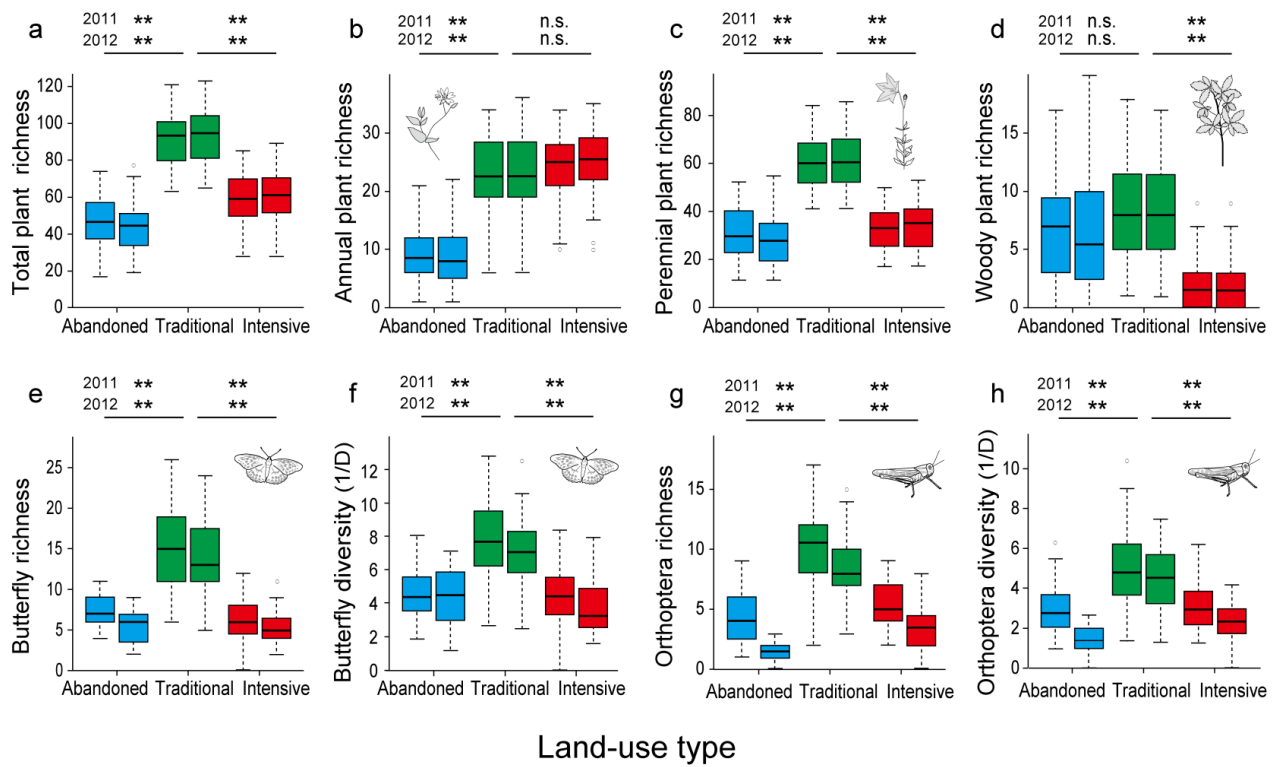 a
2011 ** **
2012 ** **
Total plant richness
120
100
80
60
40
20
0
Abandoned Traditional Intensive
b
2011 ** n.s.
2012 ** n.s.
Annual plant richness
30
20
10
0
Abandoned Traditional Intensive
c
2011 ** **
2012 ** **
Perennial plant richness
80
60
40
20
0
Abandoned Traditional Intensive
d
2011 n.s. **
2012 n.s. **
Woody plant richness
15
10
5
0
Abandoned Traditional Intensive
e
2011 ** **
2012 ** **
Butterfly richness
25
20
15
10
5
0
Abandoned Traditional Intensive
f
2011 ** **
2012 ** **
Butterfly diversity (1/D)
12
10
8
6
4
2
0
Abandoned Traditional Intensive
g
2011 ** **
2012 ** **
Orthoptera richness
15
10
5
0
Abandoned Traditional Intensive
h
2011 ** **
2012 ** **
Orthoptera diversity (1/D)
10
8
6
4
2
0
Abandoned Traditional Intensive
Land-use type